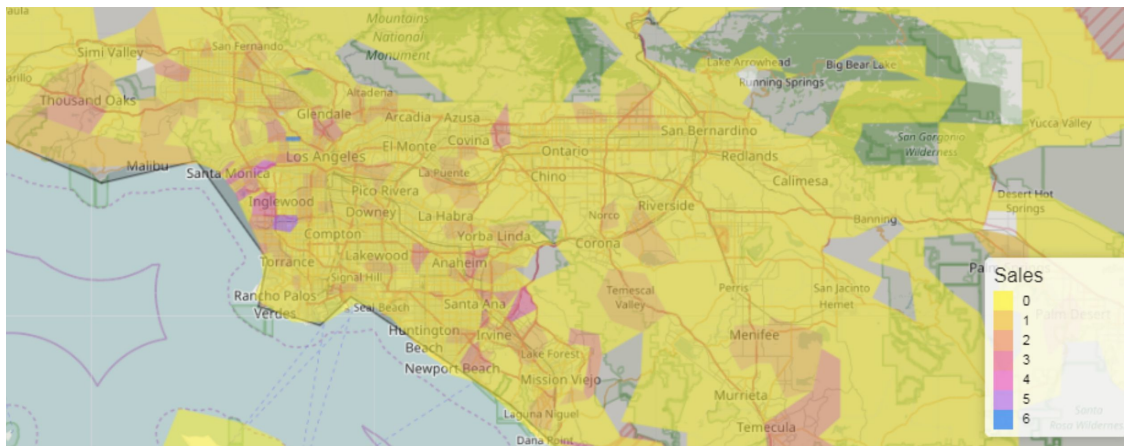 Mountains
National
Monument
Simi Valley
San Fernando
Thousand Oaks
Altadena
Glendale
Arcadia
Azusa
Lake Arrowhead
Big Bear Lake
Running Springs
Yucca Valley
San Gorgonio
Wilderness
Malibu
Santa Monica
Los Angeles
El Monte
Covina
Ontario
San Bernardino
Redlands
La Puente
Chino
Calimesa
Inglewood
Pico Rivera
Downey
La Habra
Norco
Riverside
Desert Hot
Springs
Compton
Yorba Linda
Corona
Banning
Torrance
Lakewood
Anaheim
Signal Hill
Rancho Palos
Verdes
Seal Beach
Santa Ana
Temescal
Valley
Perris
San Jacinto
Hemet
Huntington
Beach
Irvine
Lake Forest
Menifee
Newport Beach
Mission Viejo
Murrieta
Laguna Niguel
Dana Point
Temecula
Sales
0
1
2
3
4
5
6
Palm Desert
Santa
Rosa Wilderness